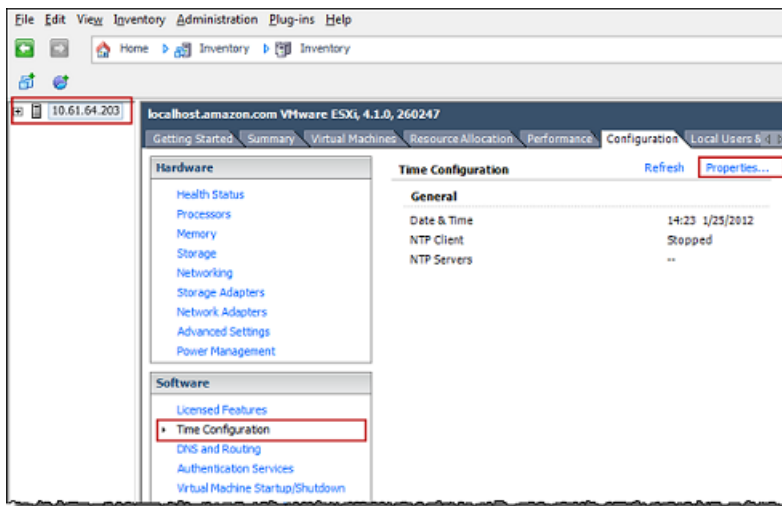 File Edit View Inventory Administration Plug-ins Help
Home Inventory Inventory
10.61.64.203
localhost.amazon.com VMware ESXi, 4.1.0, 260247
Getting Started Summary Virtual Machines Resource Allocation Performance Configuration Local Users &
Hardware
Health Status
Processors
Memory
Storage
Networking
Storage Adapters
Network Adapters
Advanced Settings
Power Management
Software
Licensed Features
Time Configuration
DNS and Routing
Authentication Services
Virtual Machine Startup/Shutdown
Time Configuration Refresh Properties...
General
Date & Time 14:23 1/25/2012
NTP Client Stopped
NTP Servers --